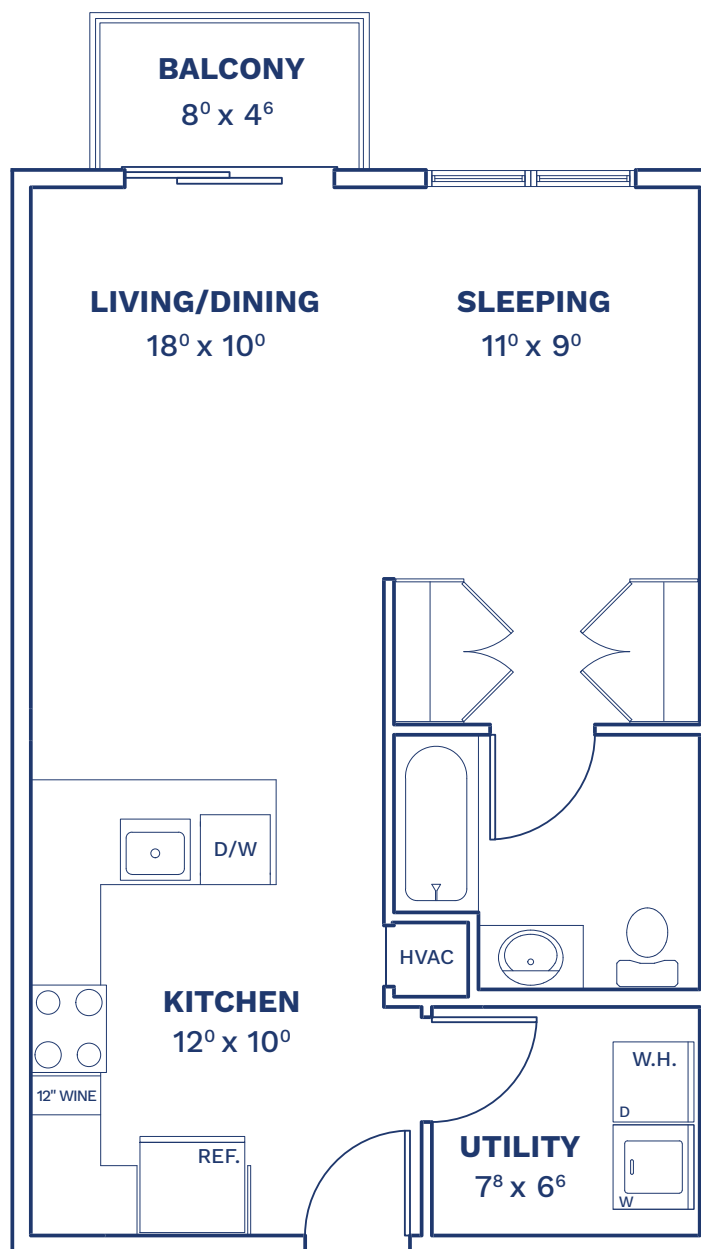 BALCONY
8⁰ x 4⁶
LIVING/DINING
18⁰ x 10⁰
SLEEPING
11⁰ x 9⁰
D/W
HVAC
KITCHEN
12⁰ x 10⁰
12" WINE
REF.
W.H.
D
UTILITY
7⁸ x 6⁶
W